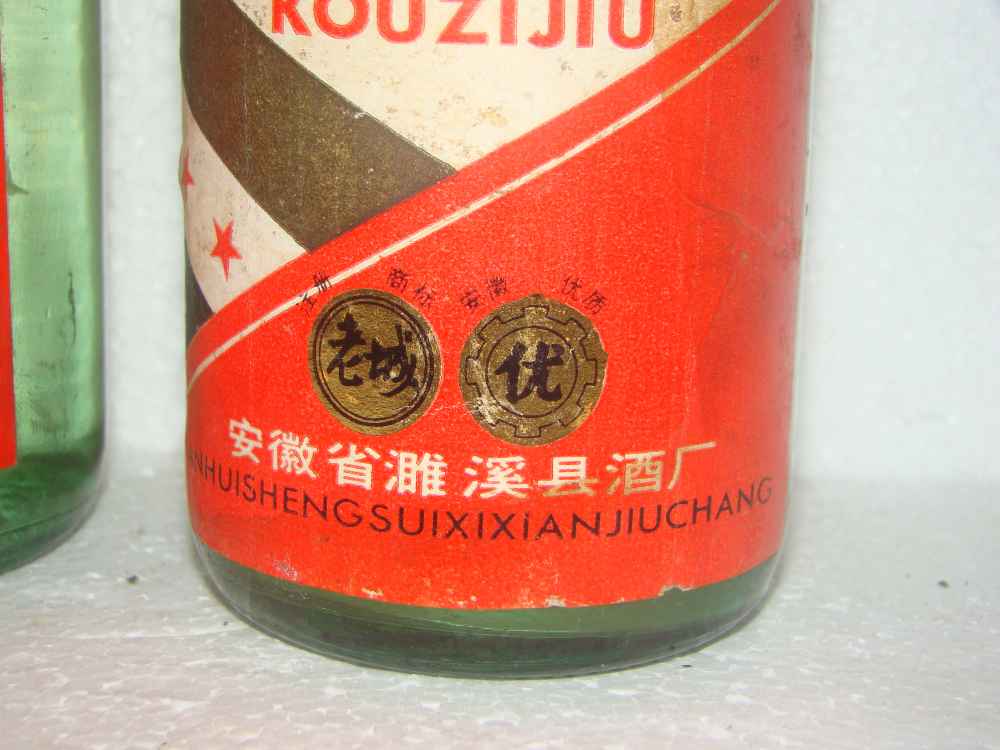 KOUZIJIU
注册 商标 安徽 优质
老城 优
安徽省濉溪县酒厂
ANHUISHENGSUIXIXiANJIUCHANG